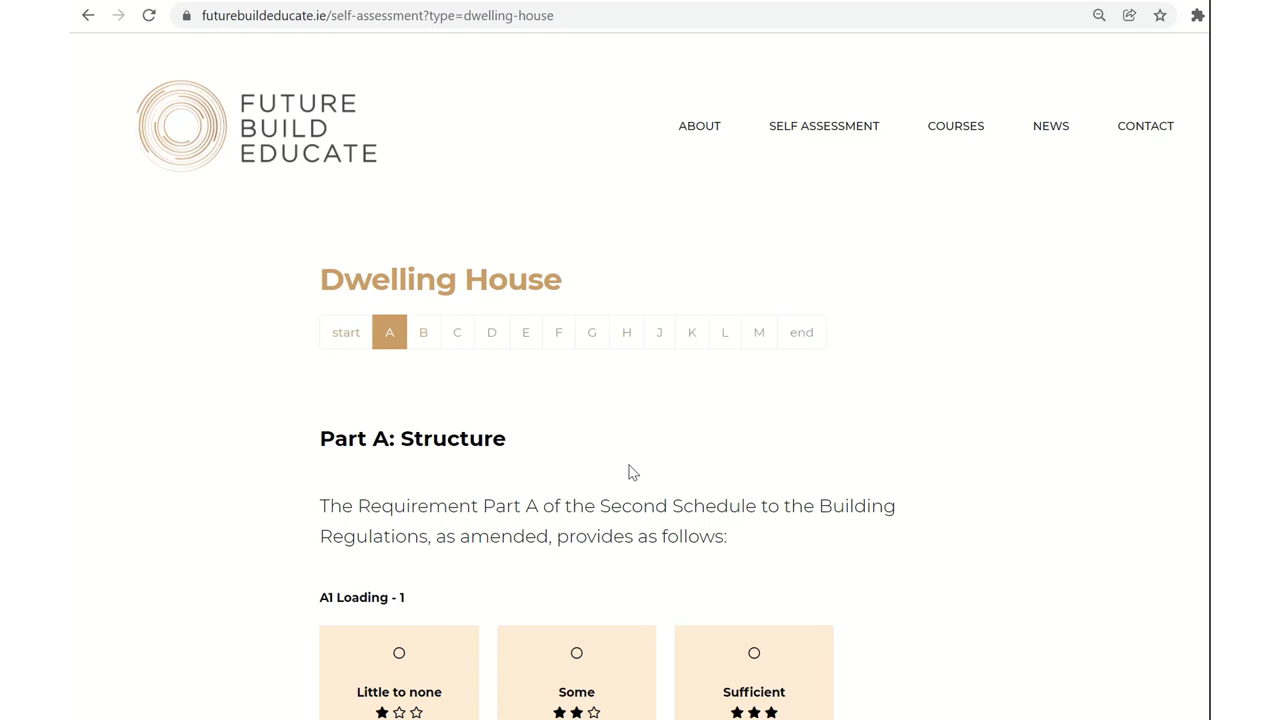 futurebuildeducate.ie/self-assessment?type=dwelling-house
FUTURE
BUILD
EDUCATE
ABOUT SELF ASSESSMENT COURSES NEWS CONTACT
Dwelling House
start A B C D E F G H J K L M end
Part A: Structure
The Requirement Part A of the Second Schedule to the Building
Regulations, as amended, provides as follows:
A1 Loading - 1
Little to none Some Sufficient